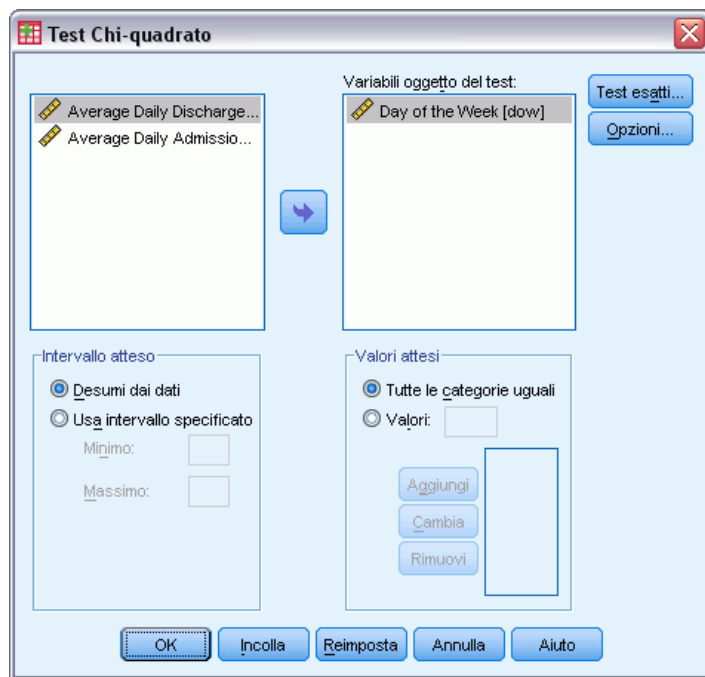 Test Chi-quadrato
Variabili oggetto del test:
Average Daily Discharge...
Average Daily Admissio...
Day of the Week [dow]
Test esatti...
Opzioni...
Intervallo atteso
Desumi dai dati
Usa intervallo specificato
Minimo:
Massimo:
Valori attesi
Tutte le categorie uguali
Valori:
Aggiungi
Cambia
Rimuovi
OK
Incolla
Reimposta
Annulla
Aiuto